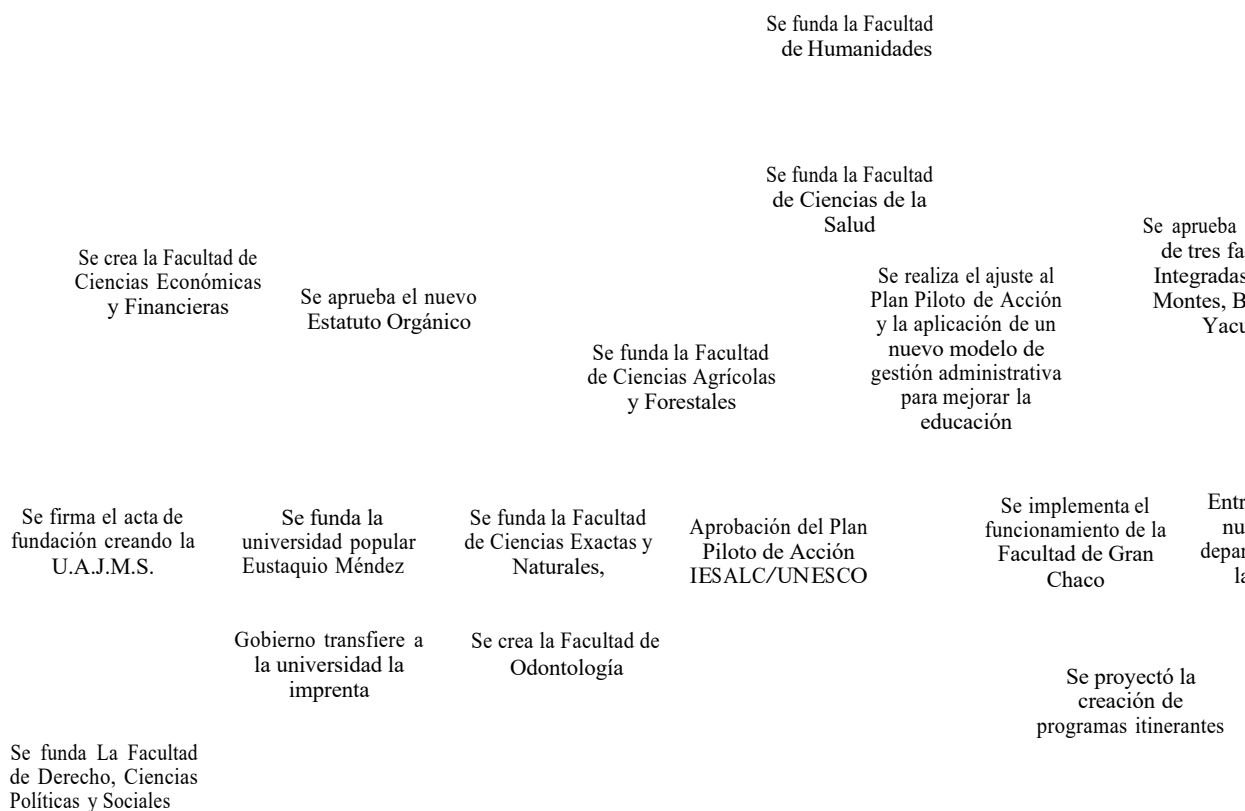 Se funda la Facultad
de Humanidades
Se funda la Facultad
de Ciencias de la
Salud
Se crea la Facultad de
Ciencias Económicas
y Financieras
Se aprueba el nuevo
Estatuto Orgánico
Se funda la Facultad
de Ciencias Agrícolas
y Forestales
Se realiza el ajuste al
Plan Piloto de Acción
y la aplicación de un
nuevo modelo de
gestión administrativa
para mejorar la
educación
Se aprueba
de tres
Integradas
Montes,
Se firma el acta de
fundación creando la
U.A.J.M.S.
Se funda la
universidad popular
Eustaquio Méndez
Se funda la Facultad
de Ciencias Exactas y
Naturales,
Aprobación del Plan
Piloto de Acción
IESALC/UNESCO
Se implementa el
funcionamiento de la
Facultad de Gran
Chaco
Gobierno transfiere a
la universidad la
imprenta
Se crea la Facultad de
Odontología
Se proyectó la
creación de
programas itinerantes
Se funda La Facultad
de Derecho, Ciencias
Políticas y Sociales